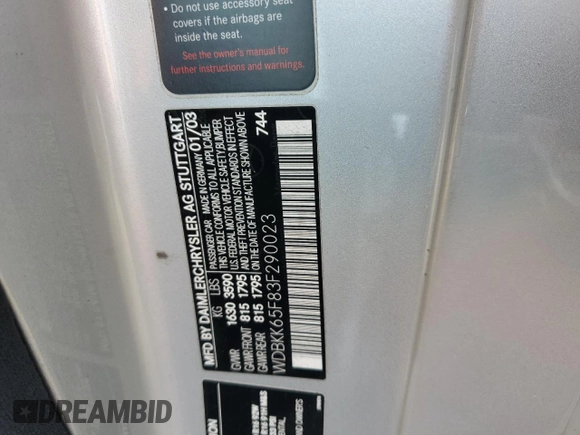 • Do not use accessory seat
covers if the airbags are
inside the seat.
See the owner's manual for
further instructions and warnings.
MFD BY DAIMLERCHRYSLER AG STUTTGART
PASSENGER CAR MADE IN GERMANY 01/03
KG LBS THIS VEHICLE CONFORMS TO ALL APPLICABLE
GVWR 1630 3590 U.S. FEDERAL MOTOR VEHICLE SAFETY, BUMPER
GAWR FRONT 815 1795 AND THEFT PREVENTION STANDARDS IN EFFECT
GAWR REAR 815 1795 ON THE DATE OF MANUFACTURE SHOWN ABOVE
WDBKK65F83F290023 744
DREAMBID